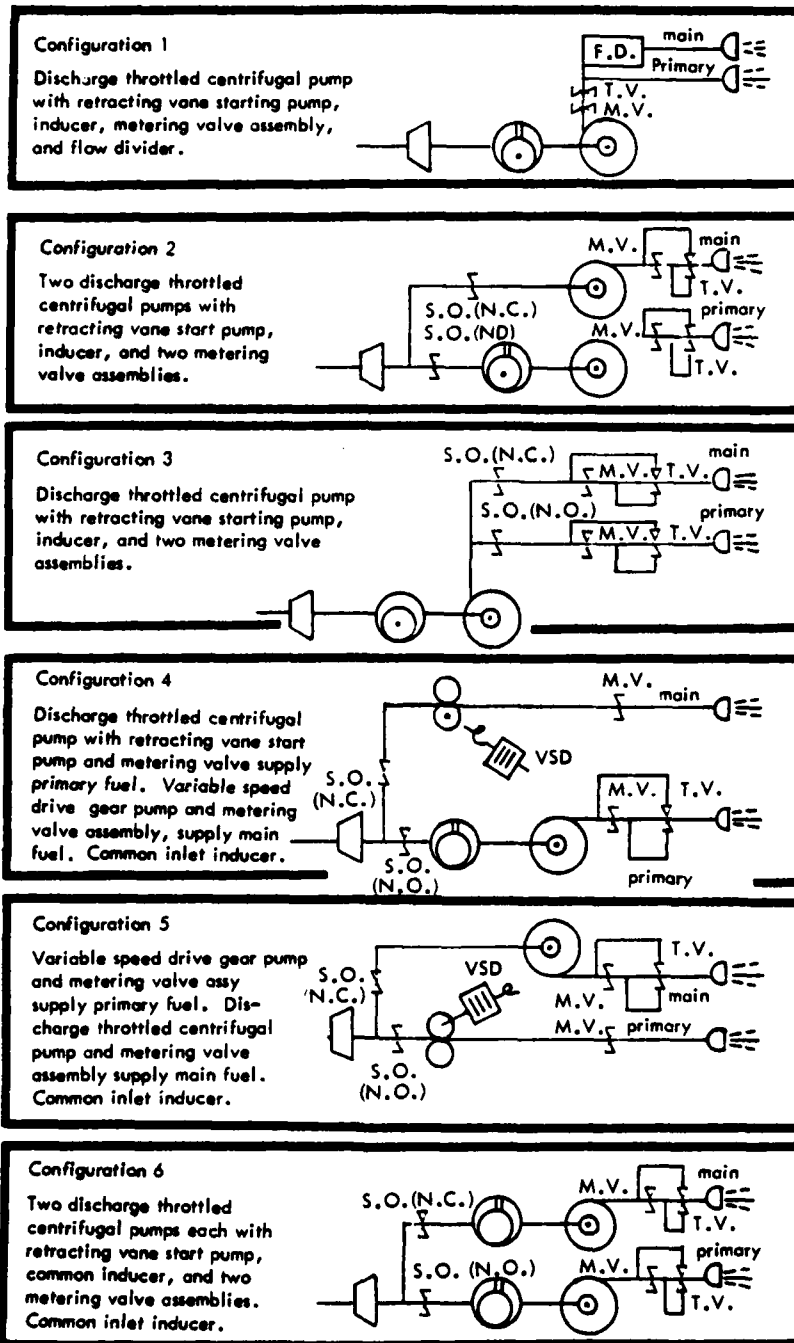 Configuration 1
Discharge throttled centrifugal pump
with retracting vane starting pump,
inducer, metering valve assembly,
and flow divider.
F.D.
main
Primary
T.V.
M.V.
Configuration 2
Two discharge throttled
centrifugal pumps with
retracting vane start pump,
inducer, and two metering
valve assemblies.
M.V.
main
T.V.
S.O.(N.C.)
S.O.(ND)
M.V.
primary
T.V.
Configuration 3
Discharge throttled centrifugal pump
with retracting vane starting pump,
inducer, and two metering valve
assemblies.
S.O.(N.C.)
main
M.V. T.V.
S.O.(N.O.)
primary
M.V. T.V.
Configuration 4
Discharge throttled centrifugal
pump with retracting vane start
pump and metering valve supply
primary fuel. Variable speed
drive gear pump and metering
valve assembly, supply main
fuel. Common inlet inducer.
M.V.
main
VSD
S.O.
(N.C.)
M.V.
T.V.
S.O.
(N.O.)
primary
Configuration 5
Variable speed drive gear pump
and metering valve assy
supply primary fuel. Dis-
charge throttled centrifugal
pump and metering valve
assembly supply main fuel.
Common inlet inducer.
T.V.
S.O.
(N.C.)
VSD
M.V.
main
M.V.
primary
S.O.
(N.O.)
Configuration 6
Two discharge throttled
centrifugal pumps each with
retracting vane start pump,
common inducer, and two
metering valve assemblies.
Common inlet inducer.
S.O.(N.C.)
M.V.
main
T.V.
S.O. (N.O.)
M.V.
primary
T.V.